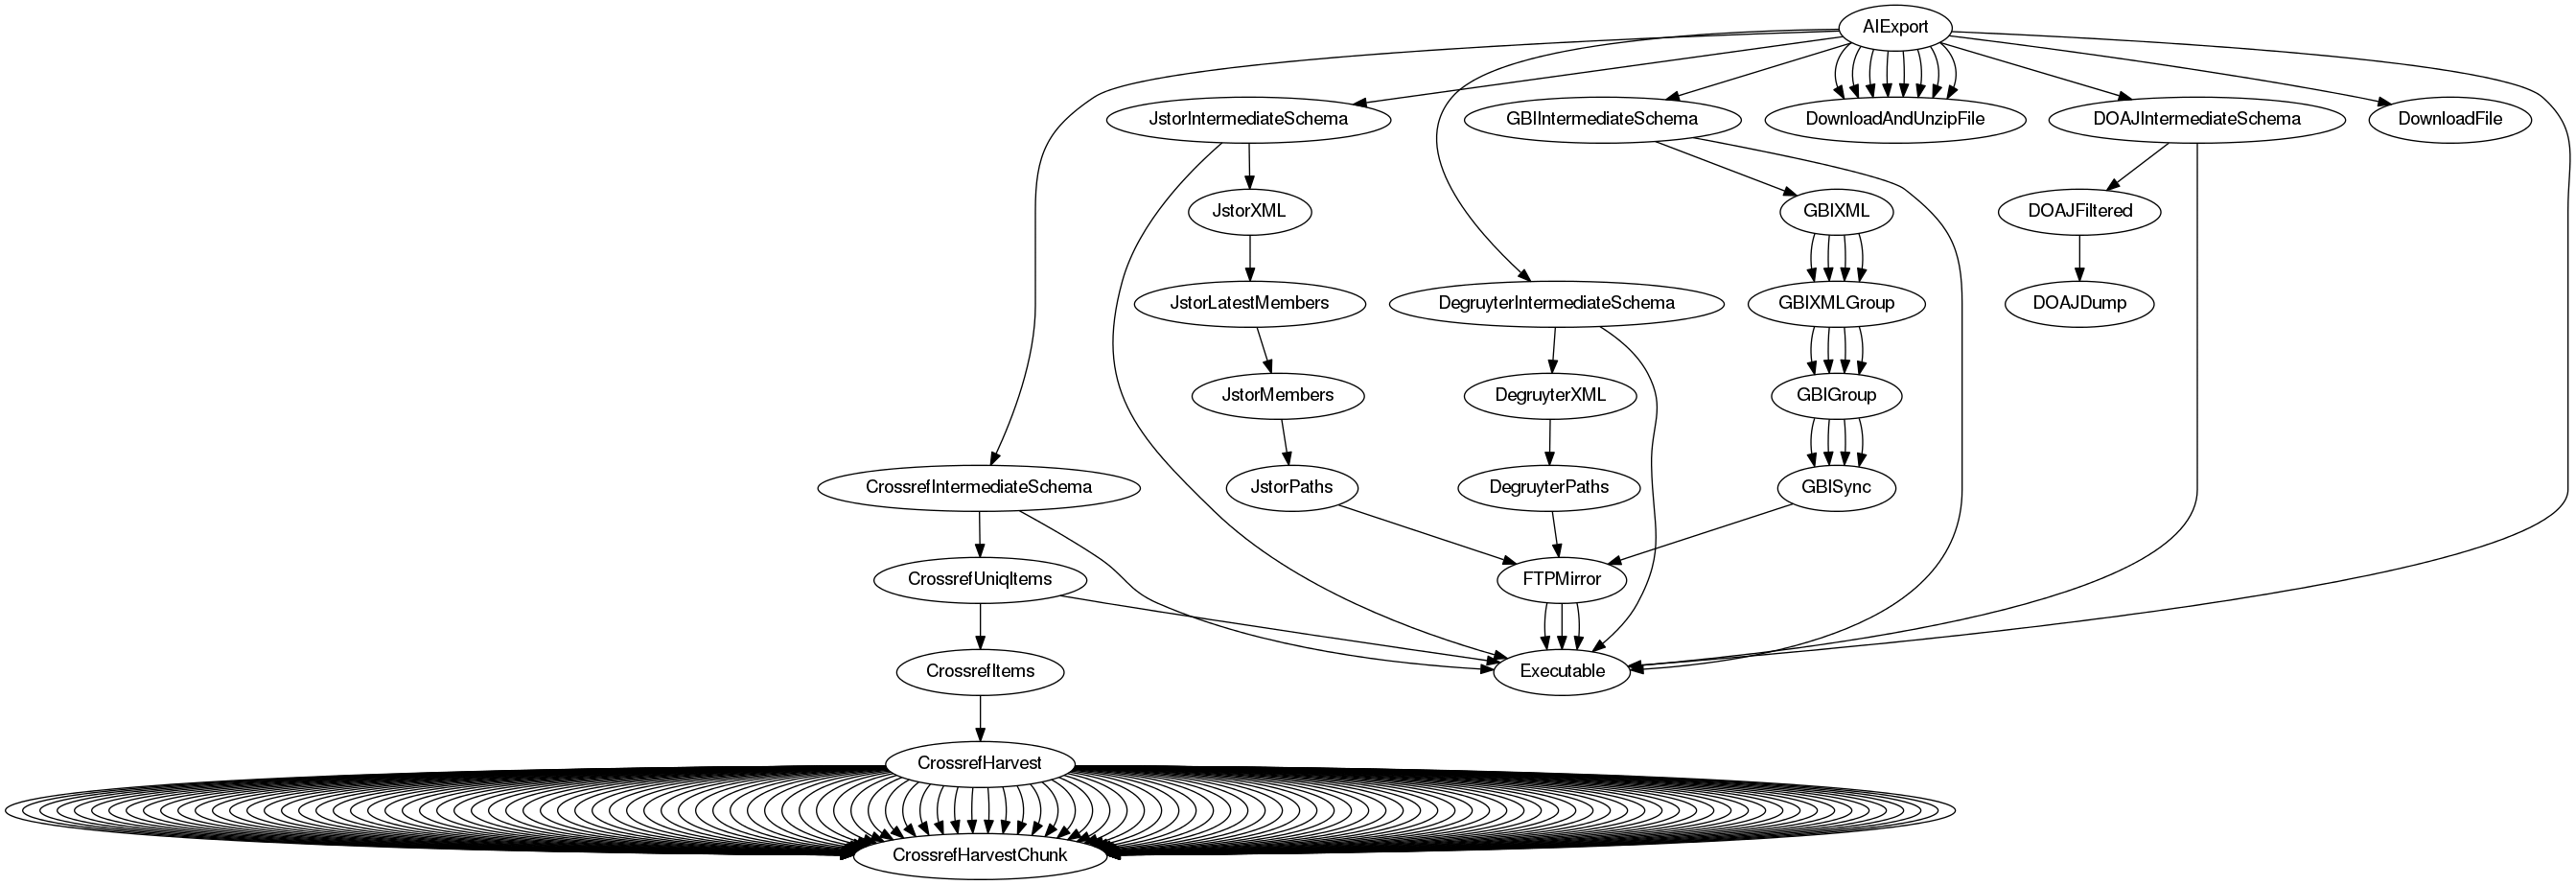 AIExport
JstorIntermediateSchema
GBIIntermediateSchema
DownloadAndUnzipFile
DOAJIntermediateSchema
DownloadFile
JstorXML
GBIXML
DOAJFiltered
JstorLatestMembers
DegruyterIntermediateSchema
GBIXMLGroup
DOAJDump
JstorMembers
DegruyterXML
GBIGroup
CrossrefIntermediateSchema
JstorPaths
DegruyterPaths
GBISync
CrossrefUniqItems
FTPMirror
CrossrefItems
Executable
CrossrefHarvest
CrossrefHarvestChunk